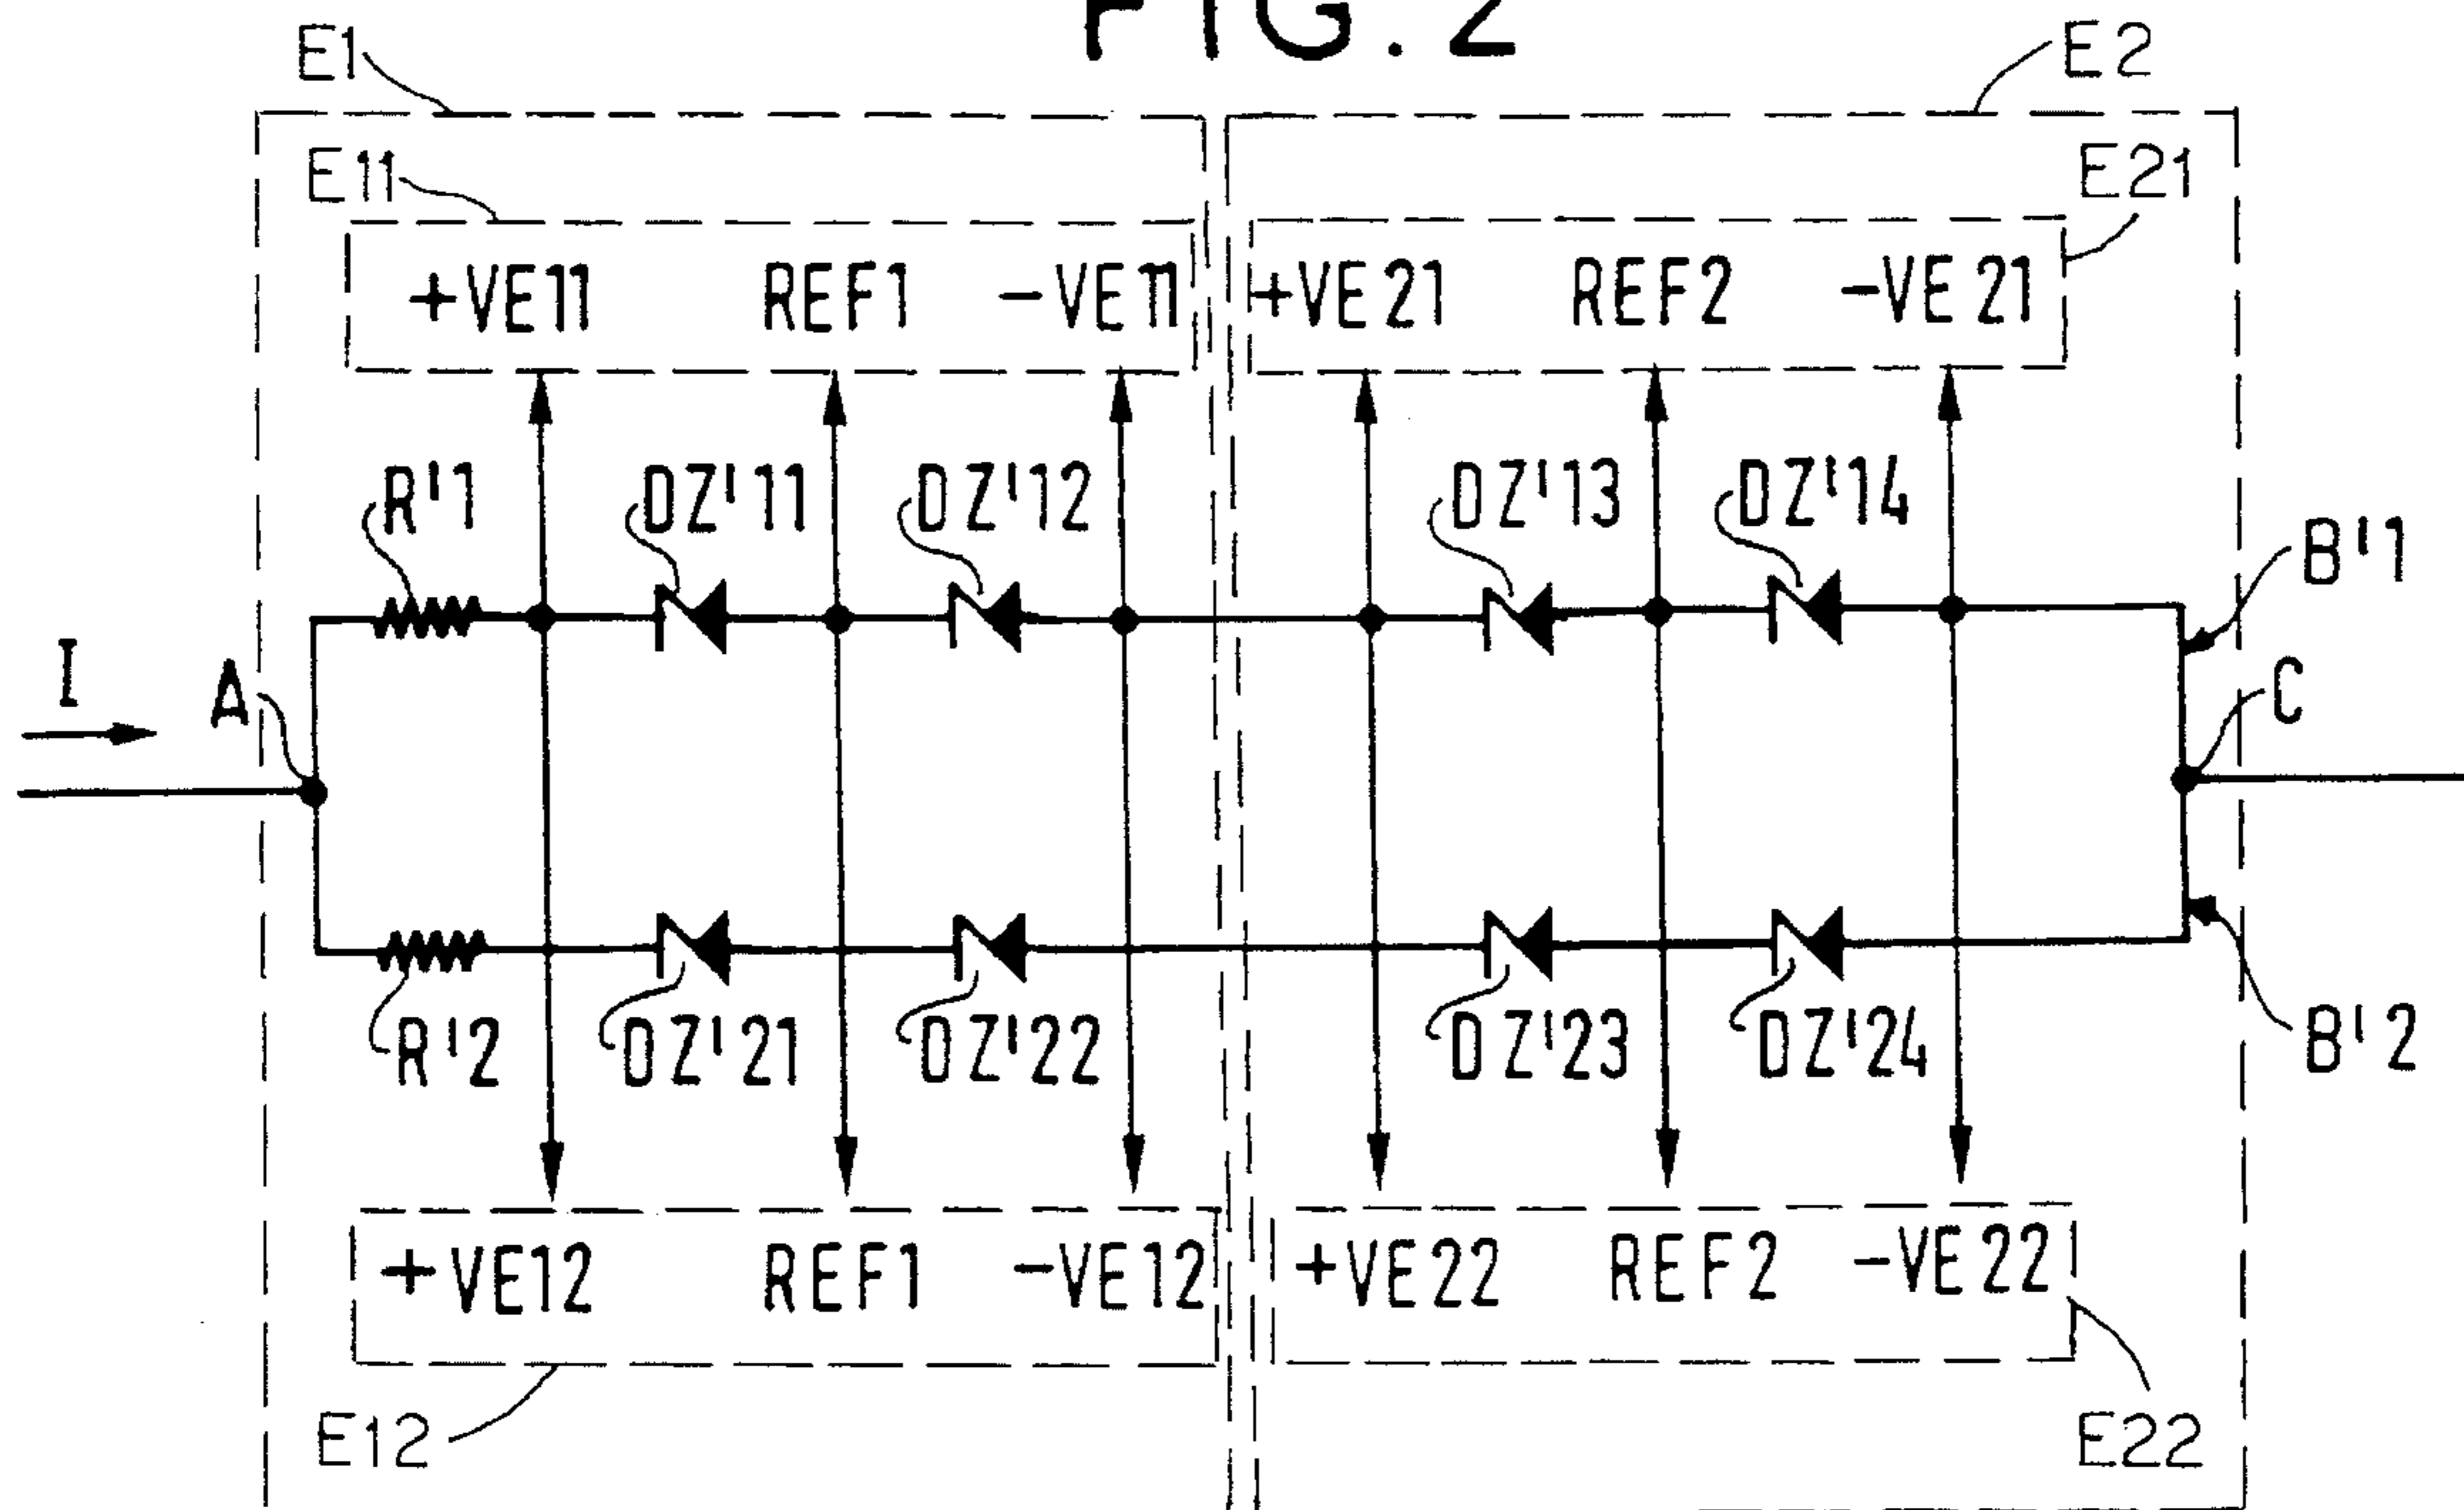 FIG. 2
E1 E2
E11 E21
+VE11 REF1 -VE11 +VE21 REF2 -VE21
R'1 DZ'11 DZ'12 DZ'13 DZ'14
B'1
I A C
R'2 DZ'21 DZ'22 DZ'23 DZ'24 B'2
+VE12 REF1 -VE12 +VE22 REF2 -VE22
E12 E22